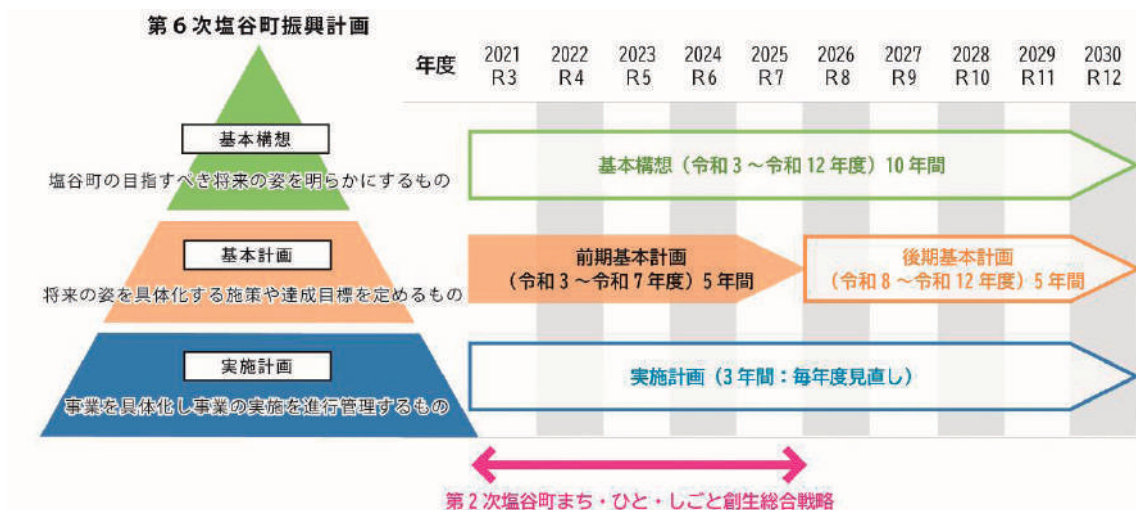 第6次塩谷町振興計画
年度
2021 2022 2023 2024 2025 2026 2027 2028 2029 2030
R3 R4 R5 R6 R7 R8 R9 R10 R11 R12
基本構想
塩谷町の目指すべき将来の姿を明らかにするもの
基本構想（令和3～令和12年度）10年間
基本計画
将来の姿を具体化する施策や達成目標を定めるもの
前期基本計画
（令和3～令和7年度）5年間
後期基本計画
（令和8～令和12年度）5年間
実施計画
事業を具体化し事業の実施を進行管理するもの
実施計画（3年間：毎年度見直し）
第2次塩谷町まち・ひと・しごと創生総合戦略